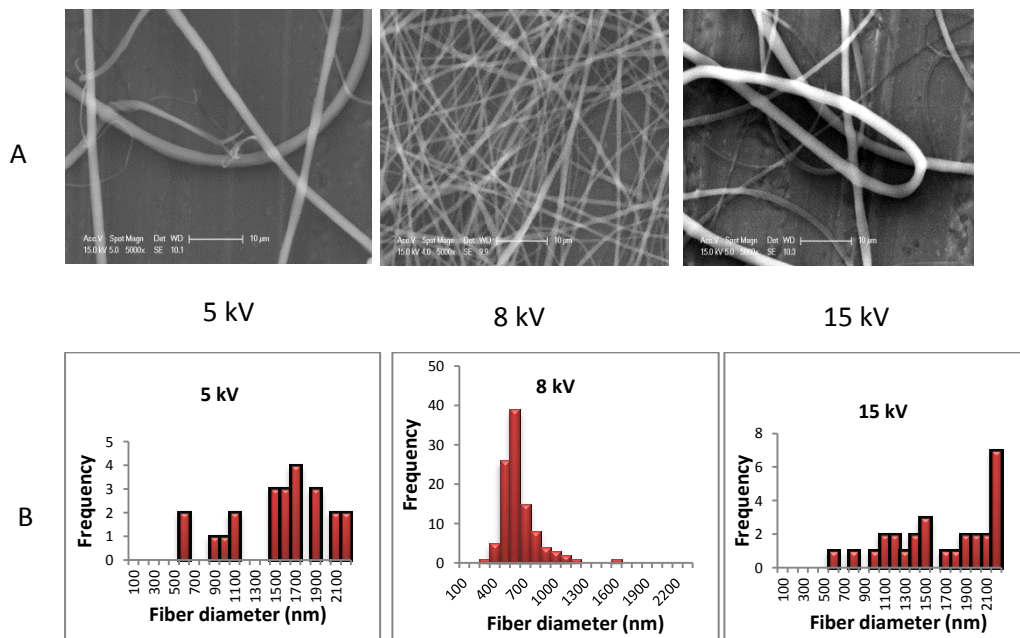 A
Acc.V Spot Magn Det WD 10 µm
15.0 kV 5.0 5000x SE 10.1
Acc.V Spot Magn Det WD 10 µm
15.0 kV 4.0 5000x SE 9.9
Acc.V Spot Magn Det WD 10 µm
15.0 kV 5.0 5000x SE 10.3
5 kV 8 kV 15 kV
B
5 kV
Frequency
5
4
3
2
1
0
100 300 500 700 900 1100 1300 1500 1700 1900 2100
Fiber diameter (nm)
8 kV
Frequency
50
40
30
20
10
0
100 400 700 1000 1300 1600 1900 2200
Fiber diameter (nm)
15 kV
Frequency
8
6
4
2
0
100 300 500 700 900 1100 1300 1500 1700 1900 2100
Fiber diameter (nm)